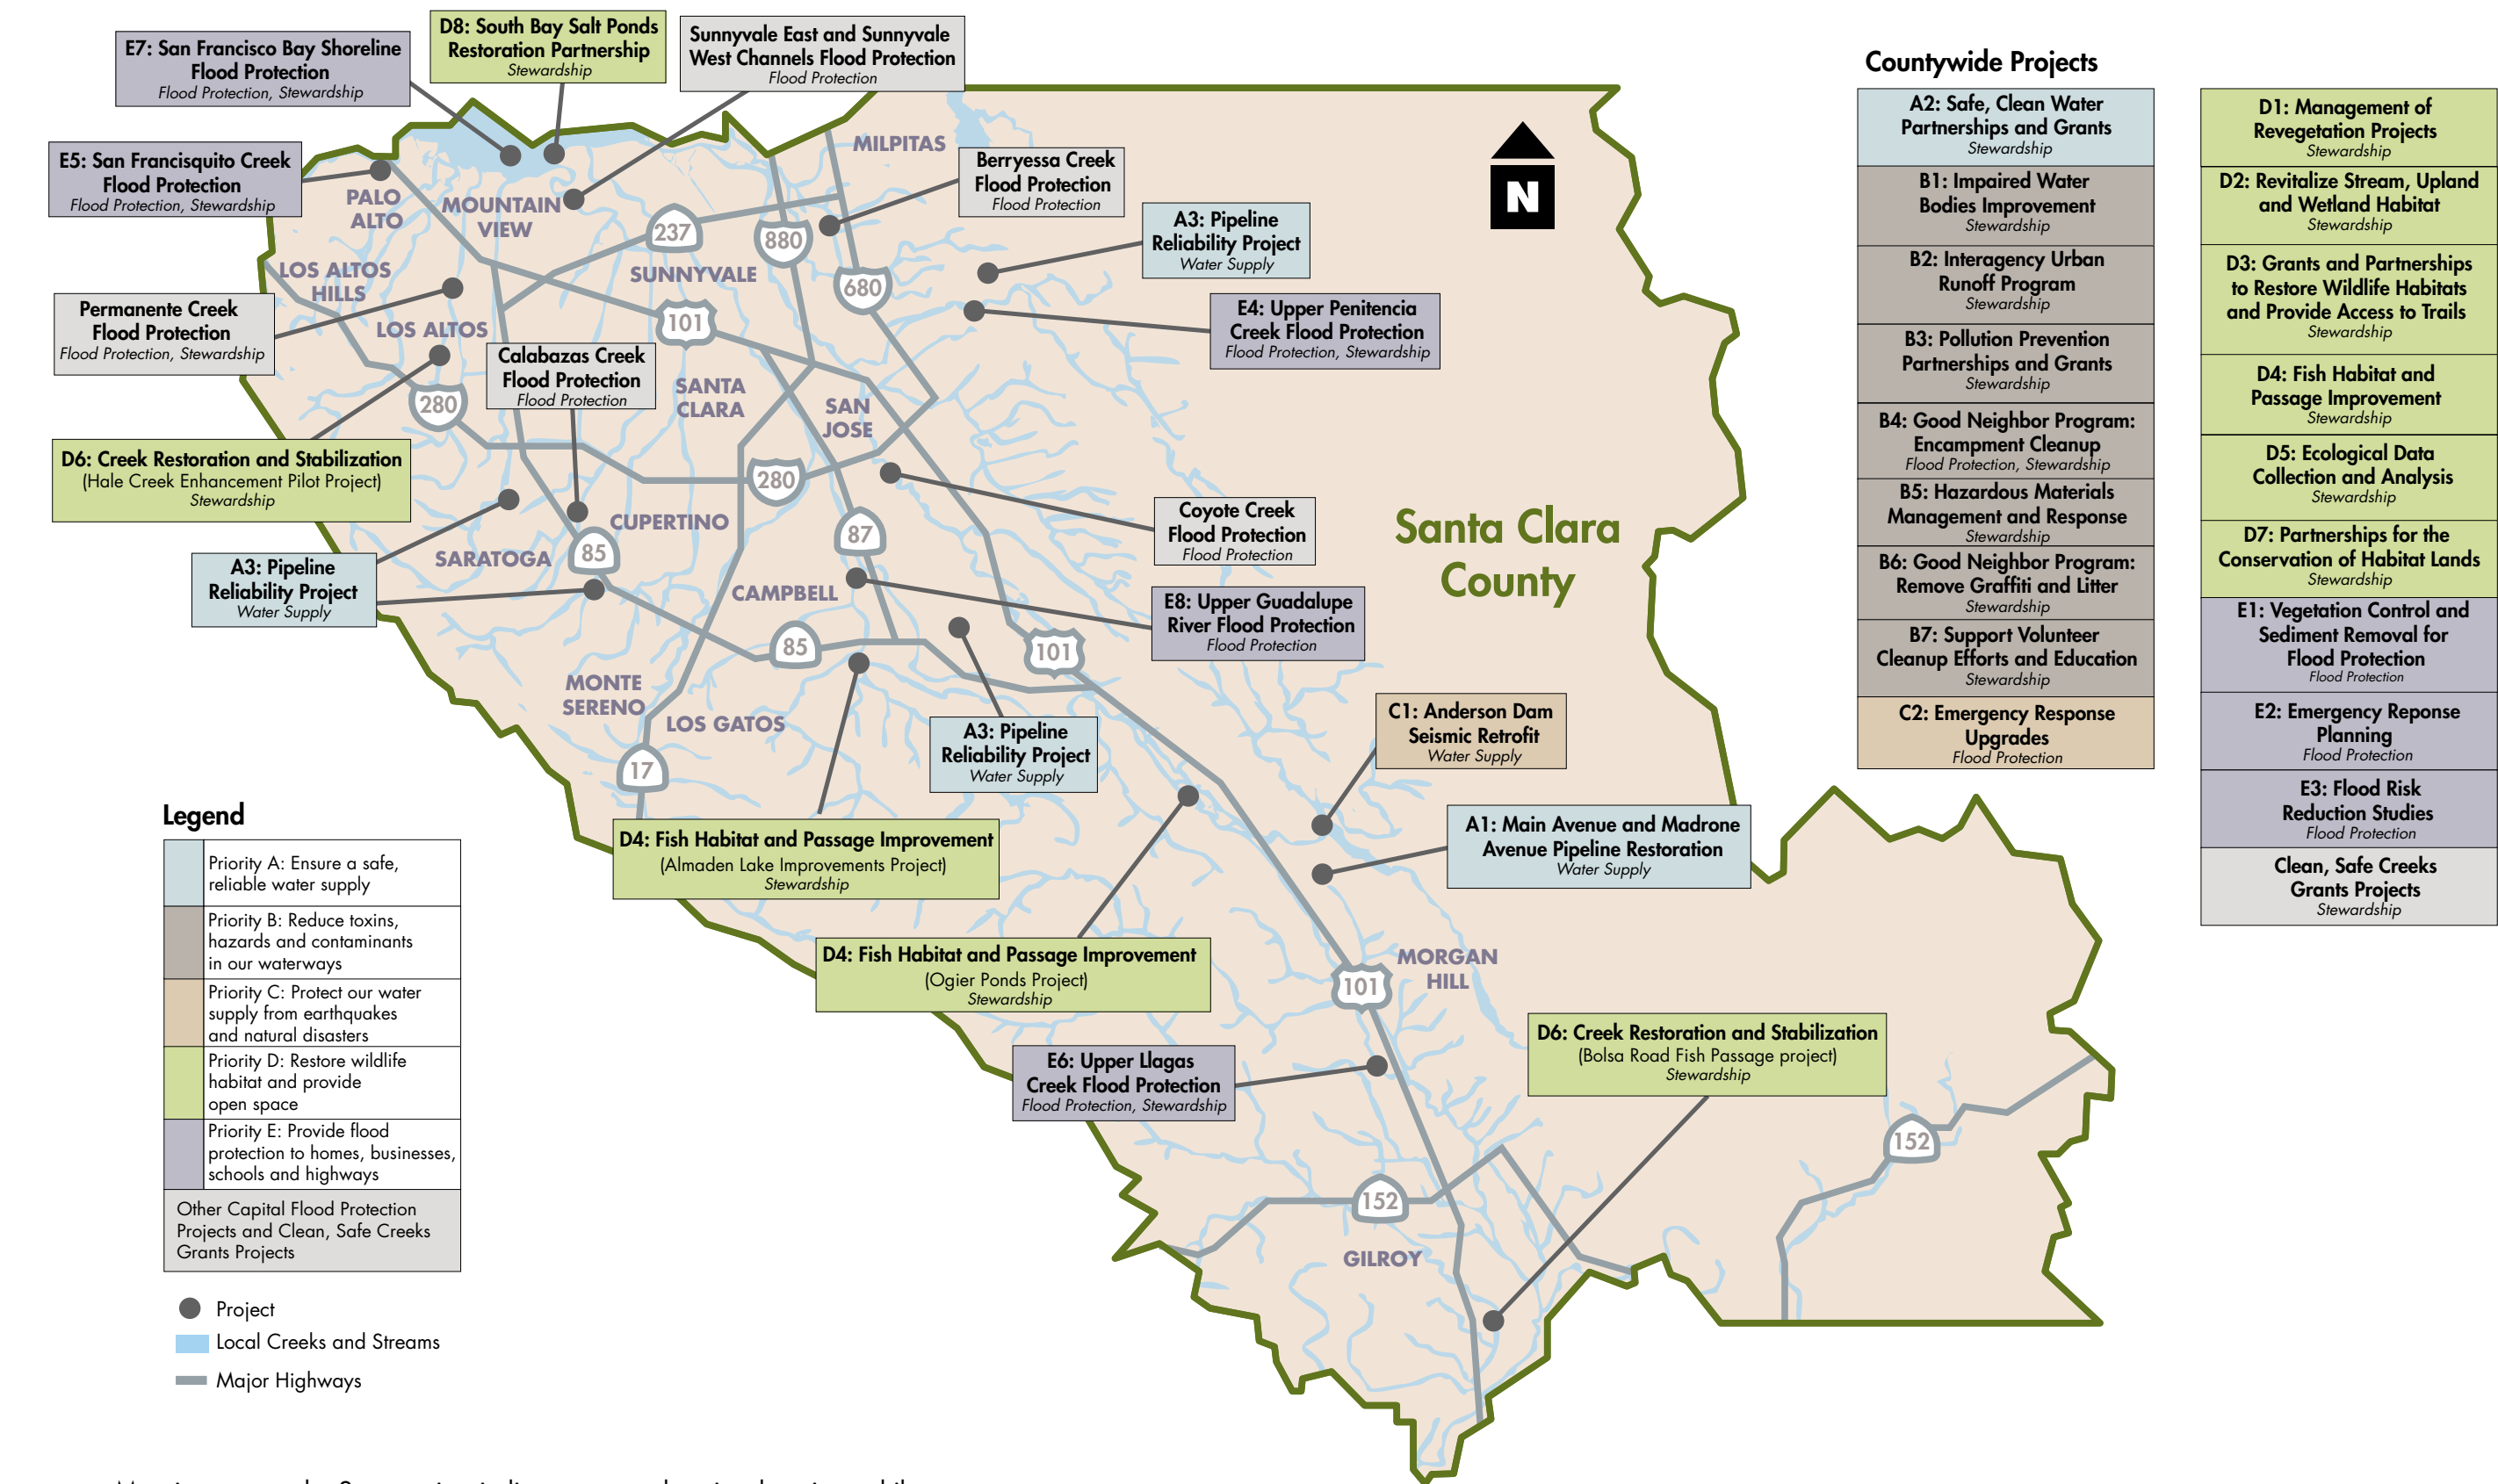 E7: San Francisco Bay Shoreline
Flood Protection
Flood Protection, Stewardship
D8: South Bay Salt Ponds
Restoration Partnership
Stewardship
Sunnyvale East and Sunnyvale
West Channels Flood Protection
Flood Protection
E5: San Francisquito Creek
Flood Protection
Flood Protection, Stewardship
Berryessa Creek
Flood Protection
Flood Protection
A3: Pipeline
Reliability Project
Water Supply
E4: Upper Penitencia
Creek Flood Protection
Flood Protection, Stewardship
Permanente Creek
Flood Protection
Flood Protection, Stewardship
Calabazas Creek
Flood Protection
Flood Protection
D6: Creek Restoration and Stabilization
(Hale Creek Enhancement Pilot Project)
Stewardship
A3: Pipeline
Reliability Project
Water Supply
Coyote Creek
Flood Protection
Flood Protection
E8: Upper Guadalupe
River Flood Protection
Flood Protection
A3: Pipeline
Reliability Project
Water Supply
C1: Anderson Dam
Seismic Retrofit
Water Supply
A1: Main Avenue and Madrone
Avenue Pipeline Restoration
Water Supply
D4: Fish Habitat and Passage Improvement
(Almaden Lake Improvements Project)
Stewardship
D4: Fish Habitat and Passage Improvement
(Ogier Ponds Project)
Stewardship
E6: Upper Llagas
Creek Flood Protection
Flood Protection, Stewardship
D6: Creek Restoration and Stabilization
(Bolsa Road Fish Passage project)
Stewardship
MILPITAS
PALO
ALTO
MOUNTAIN
VIEW
LOS ALTOS
HILLS
SUNNYVALE
LOS ALTOS
SANTA
CLARA
SAN
JOSE
CUPERTINO
SARATOGA
CAMPBELL
MONTE
SERENO
LOS GATOS
MORGAN
HILL
GILROY
237
880
680
101
280
280
87
85
85
101
17
101
152
152
N
Santa Clara
County
Countywide Projects
A2: Safe, Clean Water
Partnerships and Grants
Stewardship
B1: Impaired Water
Bodies Improvement
Stewardship
B2: Interagency Urban
Runoff Program
Stewardship
B3: Pollution Prevention
Partnerships and Grants
Stewardship
B4: Good Neighbor Program:
Encampment Cleanup
Flood Protection, Stewardship
B5: Hazardous Materials
Management and Response
Stewardship
B6: Good Neighbor Program:
Remove Graffiti and Litter
Stewardship
B7: Support Volunteer
Cleanup Efforts and Education
Stewardship
C2: Emergency Response
Upgrades
Flood Protection
D1: Management of
Revegetation Projects
Stewardship
D2: Revitalize Stream, Upland
and Wetland Habitat
Stewardship
D3: Grants and Partnerships
to Restore Wildlife Habitats
and Provide Access to Trails
Stewardship
D4: Fish Habitat and
Passage Improvement
Stewardship
D5: Ecological Data
Collection and Analysis
Stewardship
D7: Partnerships for the
Conservation of Habitat Lands
Stewardship
E1: Vegetation Control and
Sediment Removal for
Flood Protection
Flood Protection
E2: Emergency Reponse
Planning
Flood Protection
E3: Flood Risk
Reduction Studies
Flood Protection
Clean, Safe Creeks
Grants Projects
Stewardship
Legend
Priority A: Ensure a safe,
reliable water supply
Priority B: Reduce toxins,
hazards and contaminants
in our waterways
Priority C: Protect our water
supply from earthquakes
and natural disasters
Priority D: Restore wildlife
habitat and provide
open space
Priority E: Provide flood
protection to homes, businesses,
schools and highways
Other Capital Flood Protection
Projects and Clean, Safe Creeks
Grants Projects
Project
Local Creeks and Streams
Major Highways